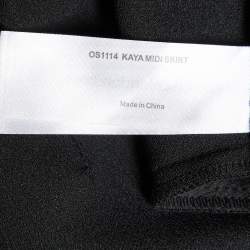 OS1114 KAYA MIDI SKIRT
Made in China